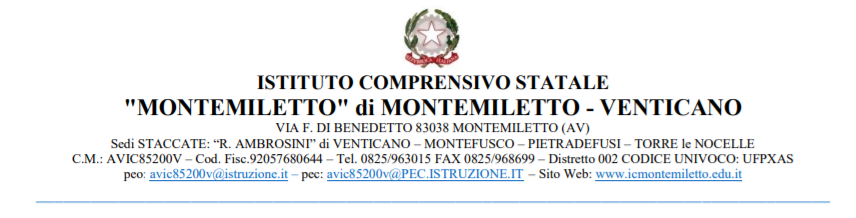 ISTITUTO COMPRENSIVO STATALE
"MONTEMILETTO" di MONTEMILETTO - VENTICANO
VIA F. DI BENEDETTO 83038 MONTEMILETTO (AV)
Sedi STACCATE: “R. AMBROSINI” di VENTICANO – MONTEFUSCO – PIETRADEFUSI – TORRE le NOCELLE
C.M.: AVIC85200V – Cod. Fisc.92057680644 – Tel. 0825/963015 FAX 0825/968699 – Distretto 002 CODICE UNIVOCO: UFPXAS
peo: avic85200v@istruzione.it – pec: avic85200v@PEC.ISTRUZIONE.IT – Sito Web: www.icmontemiletto.edu.it